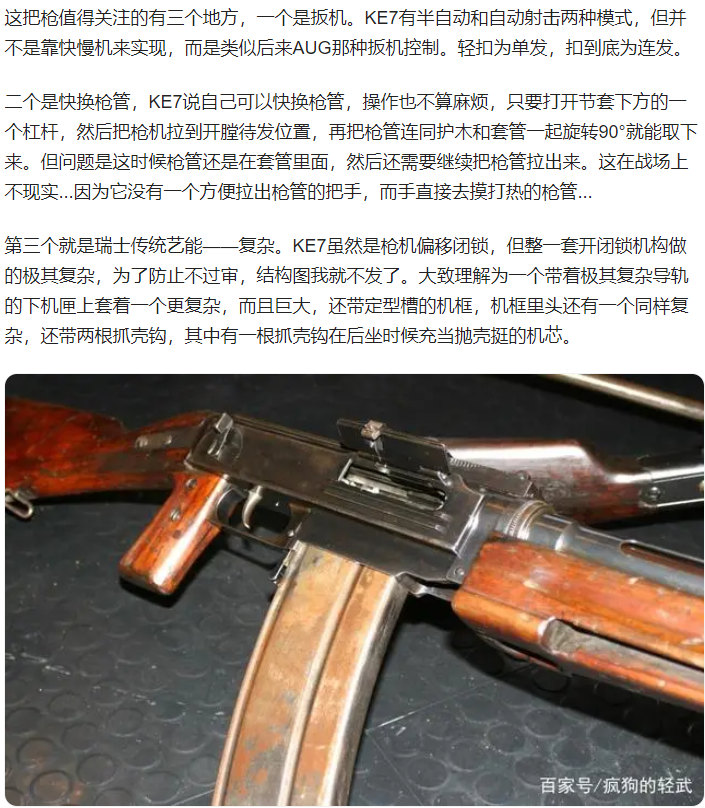 这把枪值得关注的有三个地方，一个是扳机。KE7有半自动和自动射击两种模式，但并
不是靠快慢机来实现，而是类似后来AUG那种扳机控制。轻扣为单发，扣到底为连发。
二个是快换枪管，KE7说自己可以快换枪管，操作也不算麻烦，只要打开节套下方的一
个杠杆，然后把枪机拉到开膛待发位置，再把枪管连同护木和套管一起旋转90°就能取下
来。但问题是这时候枪管还是在套管里面，然后还需要继续把枪管拉出来。这在战场上
不现实...因为它没有一个方便拉出枪管的把手，而手直接去摸打热的枪管...
第三个就是瑞士传统艺能——复杂。KE7虽然是枪机偏移闭锁，但整一套开闭锁机构做
的极其复杂，为了防止不过审，结构图我就不发了。大致理解为一个带着极其复杂导轨
的下机匣上套着一个更复杂，而且巨大，还带定型槽的机框，机框里头还有一个同样复
杂，还带两根抓壳钩，其中有一根抓壳钩在后坐时候充当抛壳挺的机芯。
百家号/疯狗的轻武